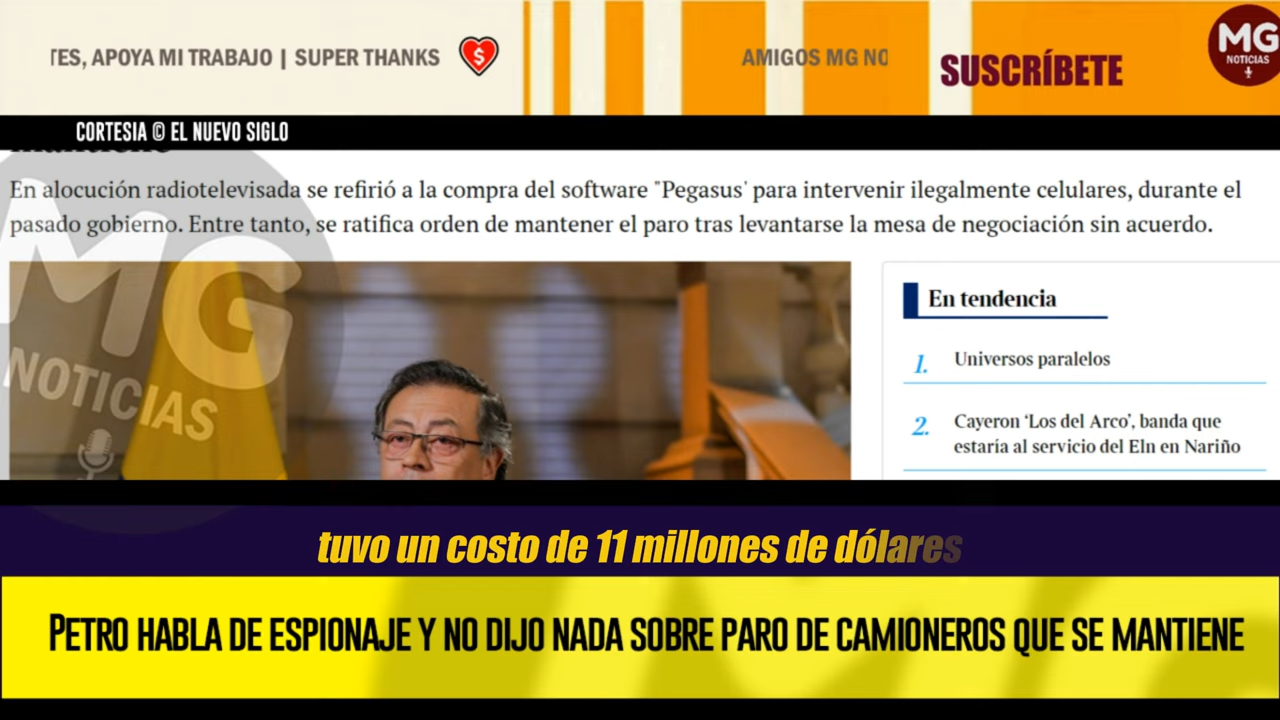 TES, APOYA MI TRABAJO | SUPER THANKS
AMIGOS MG NO
SUSCRÍBETE
MG
NOTICIAS
CORTESIA © EL NUEVO SIGLO
En alocución radiotelevisada se refirió a la compra del software "Pegasus' para intervenir ilegalmente celulares, durante el
pasado gobierno. Entre tanto, se ratifica orden de mantener el paro tras levantarse la mesa de negociación sin acuerdo.
MG
NOTICIAS
En tendencia
1. Universos paralelos
2. Cayeron ‘Los del Arco’, banda que
estaría al servicio del Eln en Nariño
tuvo un costo de 11 millones de dólares
PETRO HABLA DE ESPIONAJE Y NO DIJO NADA SOBRE PARO DE CAMIONEROS QUE SE MANTIENE